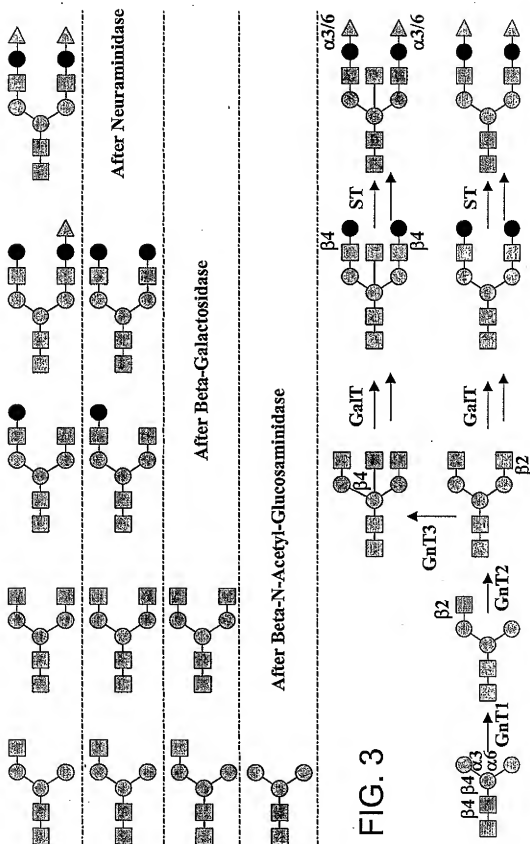 After Neuraminidase
After Beta-Galactosidase
After Beta-N-Acetyl-Glucosaminidase
FIG. 3
β4 β4
α3
α6
GnT1
β2
GnT2
β2
GnT3
β4
GalT
GalT
β4
β4
ST
ST
α3/6
α3/6